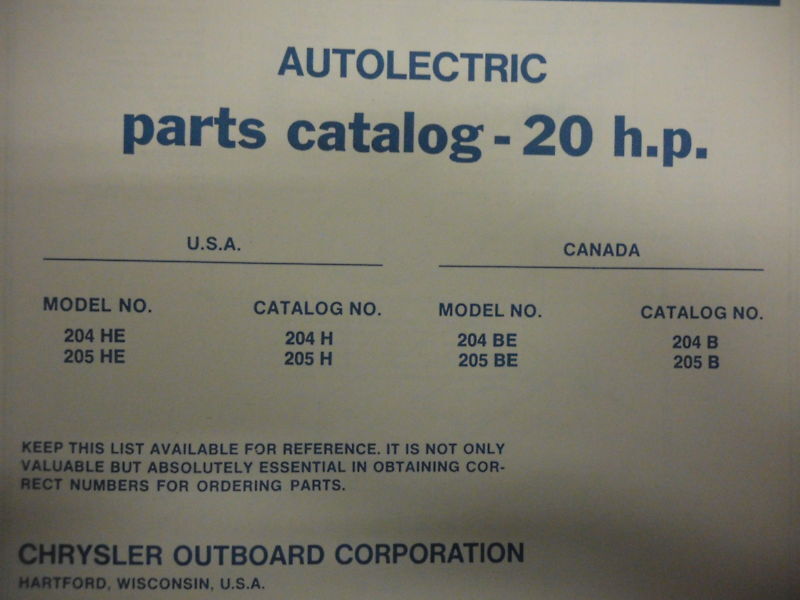 AUTOLECTRIC
parts catalog - 20 h.p.
U.S.A.
CANADA
MODEL NO. CATALOG NO. MODEL NO. CATALOG NO.
204 HE 204 H 204 BE 204 B
205 HE 205 H 205 BE 205 B
KEEP THIS LIST AVAILABLE FOR REFERENCE. IT IS NOT ONLY
VALUABLE BUT ABSOLUTELY ESSENTIAL IN OBTAINING COR-
RECT NUMBERS FOR ORDERING PARTS.
CHRYSLER OUTBOARD CORPORATION
HARTFORD, WISCONSIN, U.S.A.